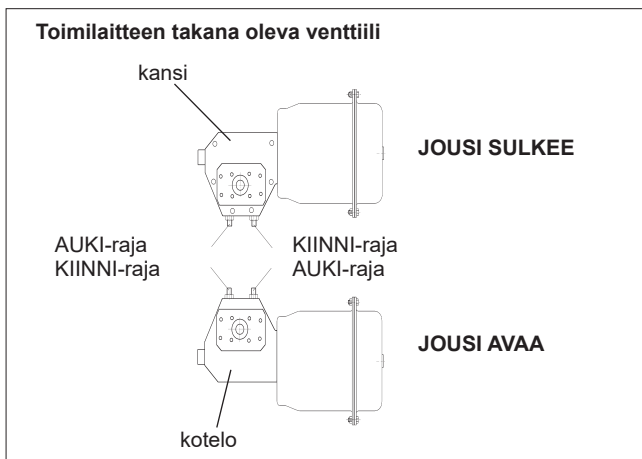 Toimilaitteen takana oleva venttiili
kansi
JOUSI SULKEE
AUKI-raja
KIINNI-raja
KIINNI-raja
AUKI-raja
JOUSI AVAA
kotelo